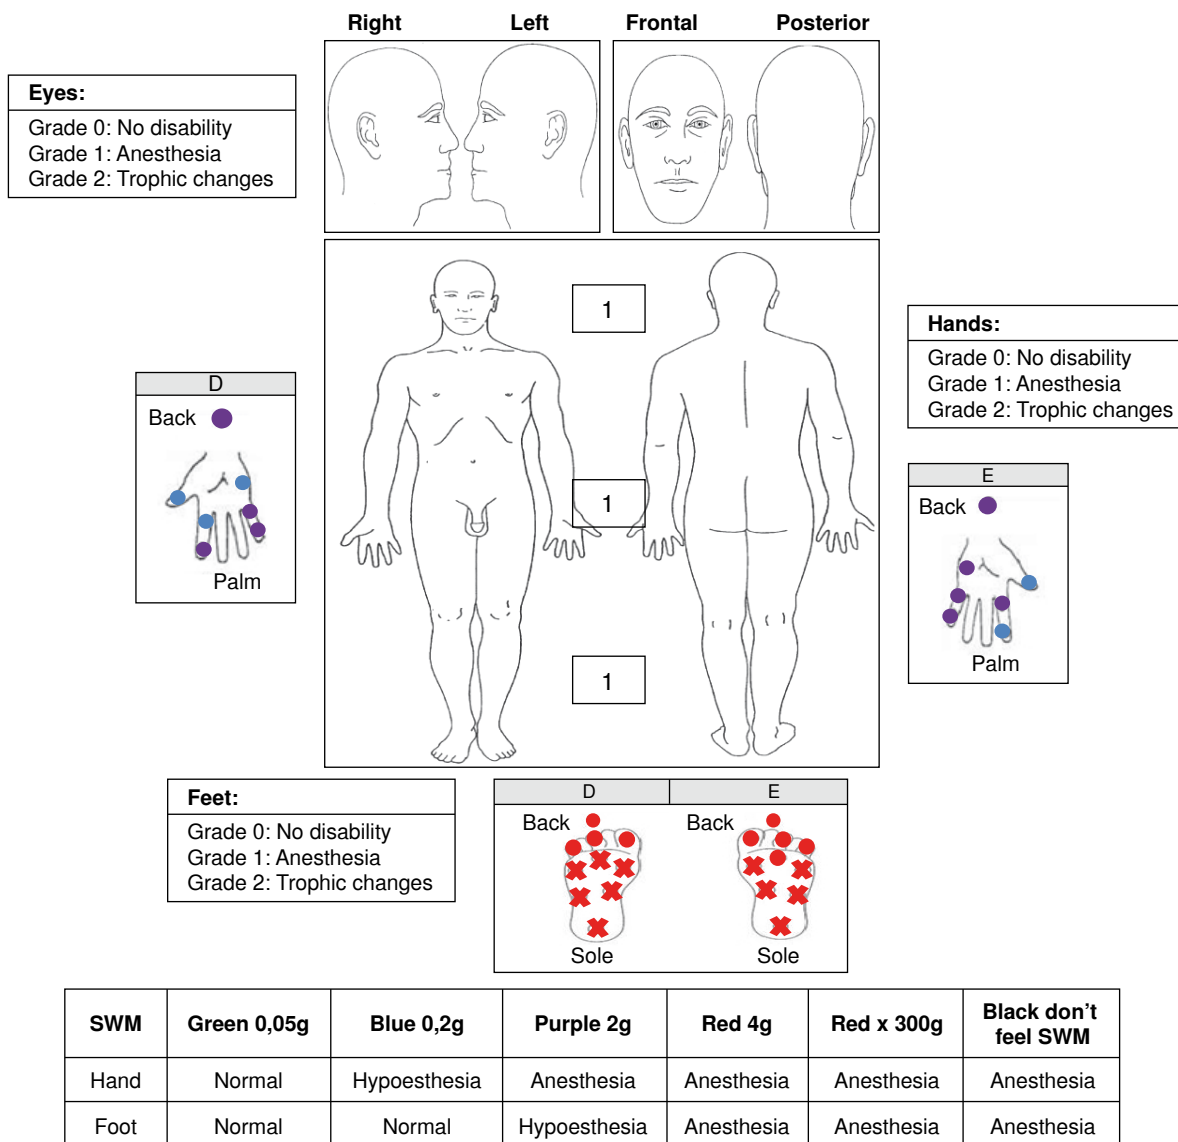 Right Left Frontal Posterior
Eyes:
Grade 0: No disability
Grade 1: Anesthesia
Grade 2: Trophic changes
1
Hands:
Grade 0: No disability
Grade 1: Anesthesia
Grade 2: Trophic changes
D
Back
Palm
1
E
Back
Palm
1
Feet:
Grade 0: No disability
Grade 1: Anesthesia
Grade 2: Trophic changes
D E
Back Back
Sole Sole
SWM Green 0,05g Blue 0,2g Purple 2g Red 4g Red x 300g Black don't
feel SWM
Hand Normal Hypoesthesia Anesthesia Anesthesia Anesthesia Anesthesia
Foot Normal Normal Hypoesthesia Anesthesia Anesthesia Anesthesia